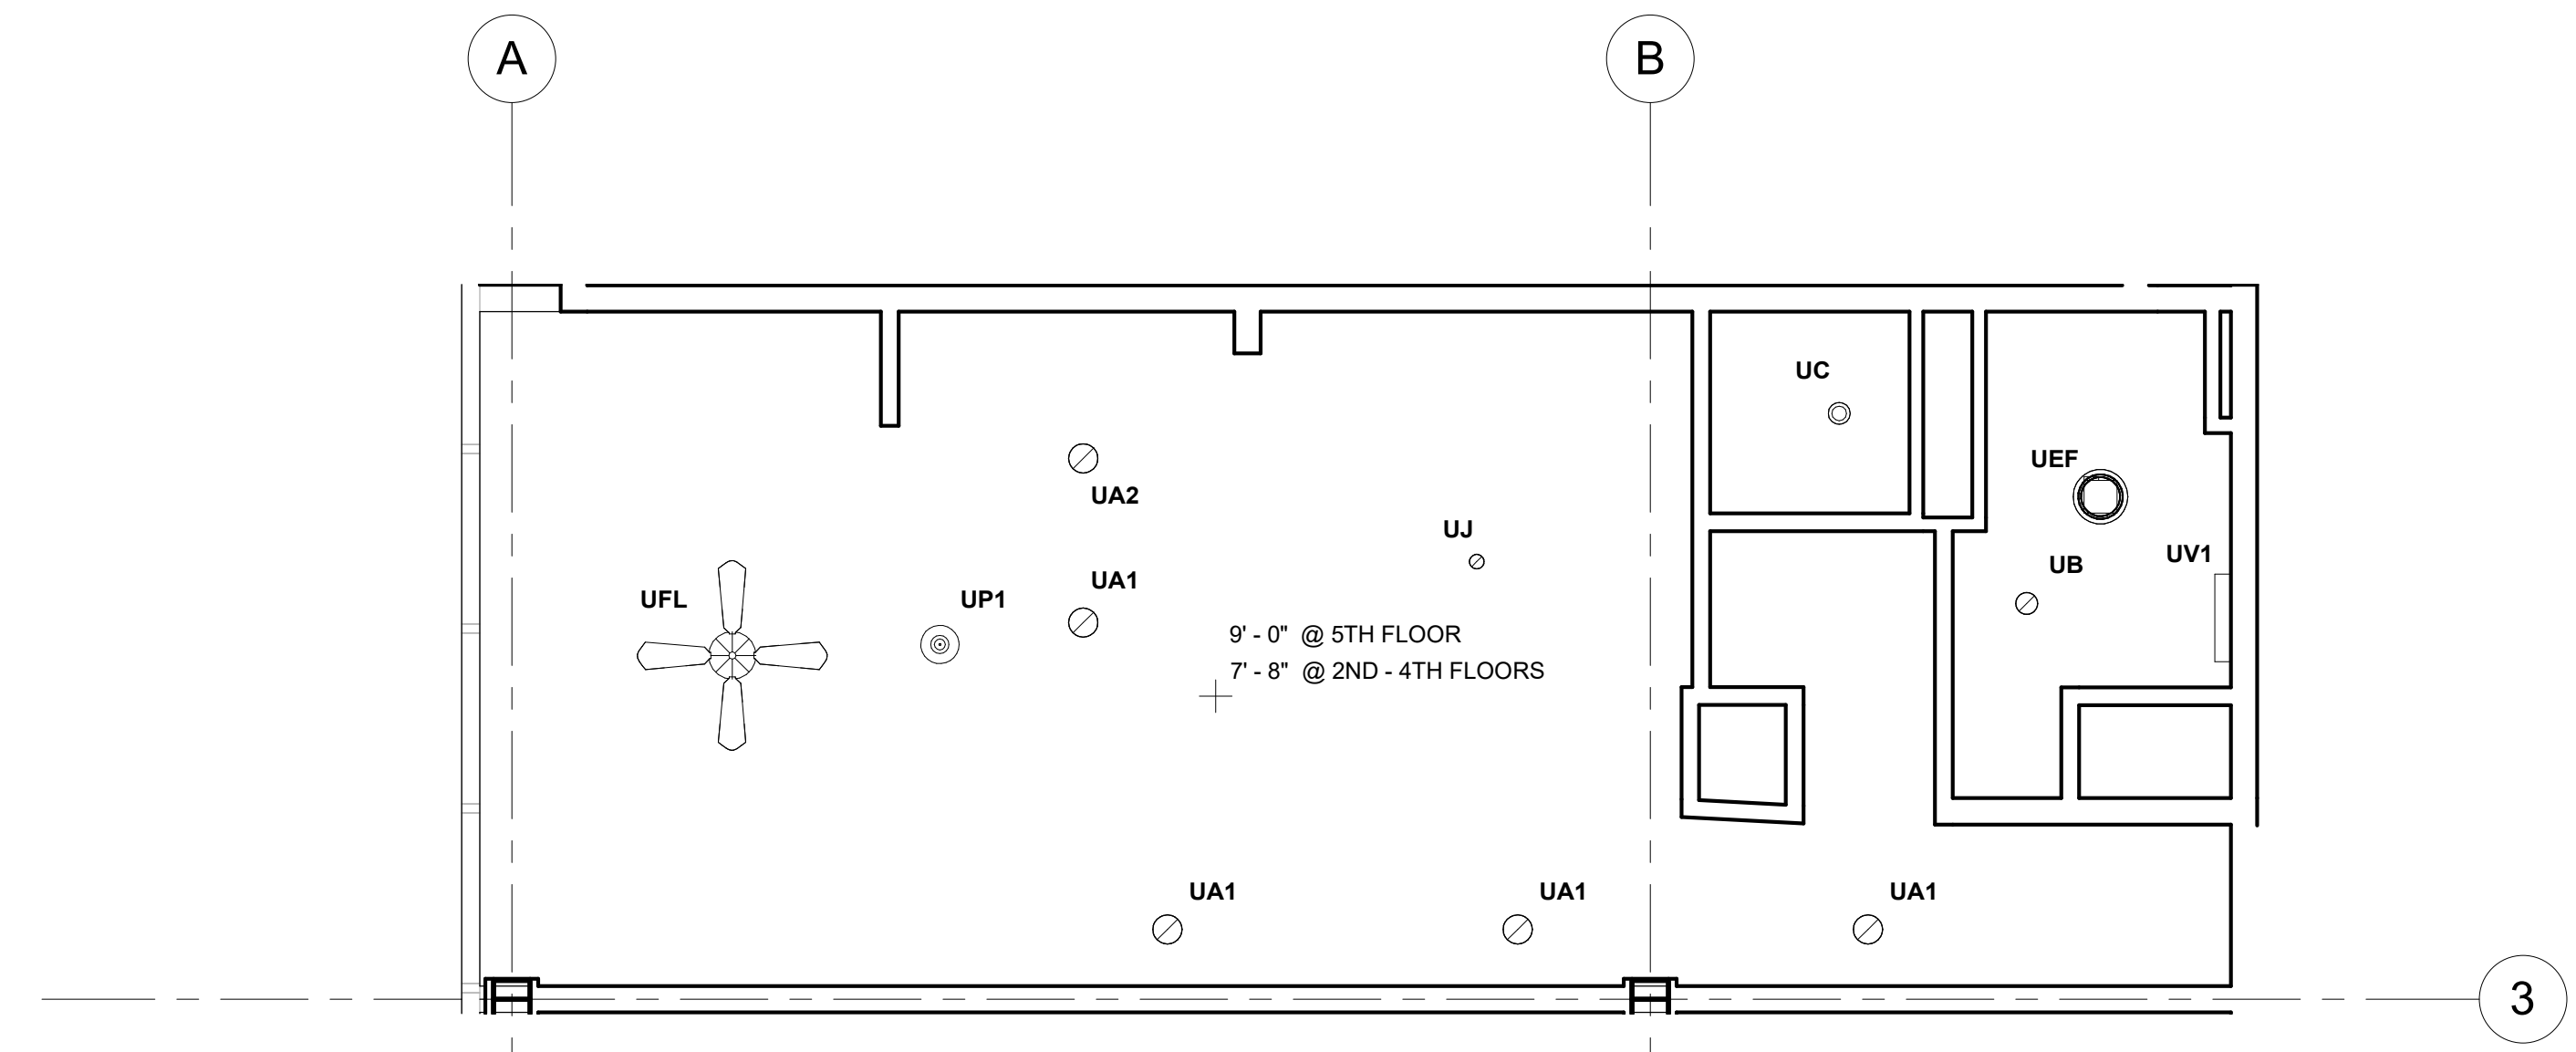 A
B
UC
UEF
UA2
UJ
UV1
UB
UA1
UFL
UP1
9' - 0" @ 5TH FLOOR
7' - 8" @ 2ND - 4TH FLOORS
UA1
UA1
UA1
3